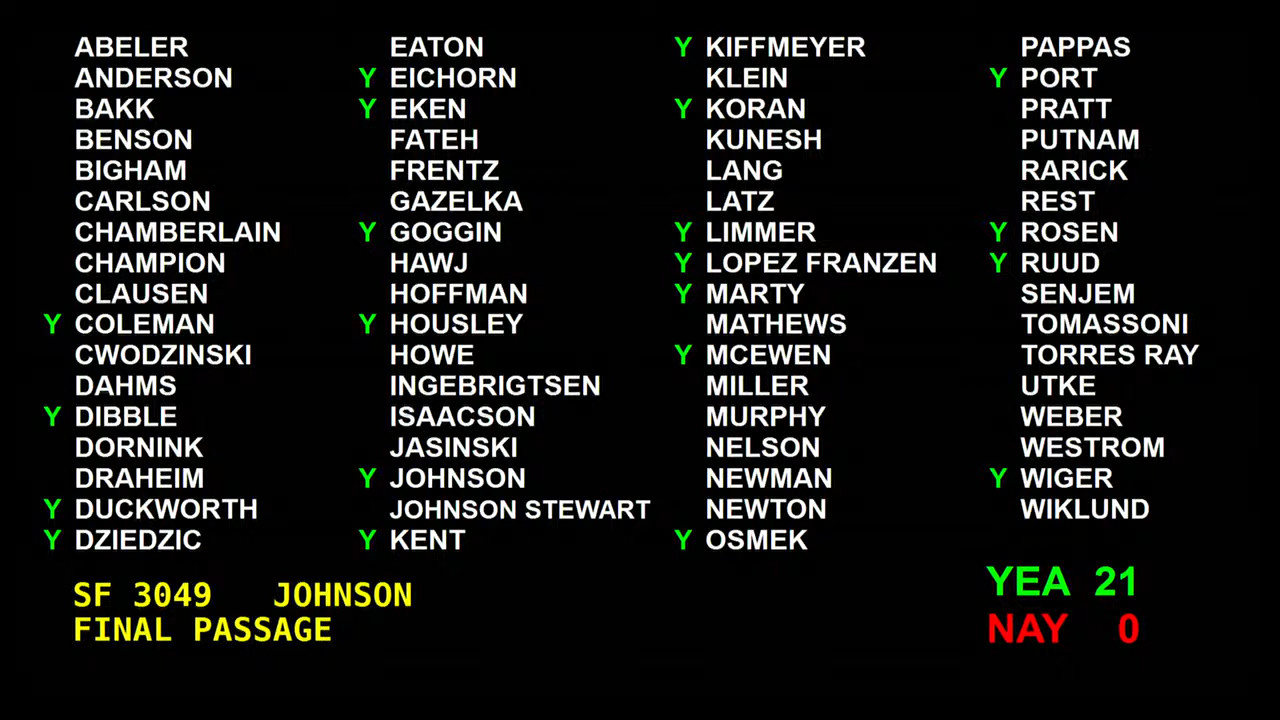 ABELER EATON Y KIFFMEYER PAPPAS
ANDERSON Y EICHORN KLEIN Y PORT
BAKK Y EKEN Y KORAN PRATT
BENSON FATEH KUNESH PUTNAM
BIGHAM FRENTZ LANG RARICK
CARLSON GAZELKA LATZ REST
CHAMBERLAIN Y GOGGIN Y LIMMER Y ROSEN
CHAMPION HAWJ Y LOPEZ FRANZEN Y RUUD
CLAUSEN HOFFMAN Y MARTY SENJEM
Y COLEMAN Y HOUSLEY MATHEWS TOMASSONI
CWODZINSKI HOWE Y MCEWEN TORRES RAY
DAHMS INGEBRIGTSEN MILLER UTKE
Y DIBBLE ISAACSON MURPHY WEBER
DORNINK JASINSKI NELSON WESTROM
DRAHEIM Y JOHNSON NEWMAN Y WIGER
Y DUCKWORTH JOHNSON STEWART NEWTON WIKLUND
Y DZIEDZIC Y KENT Y OSMEK
SF 3049 JOHNSON
FINAL PASSAGE
YEA 21
NAY 0